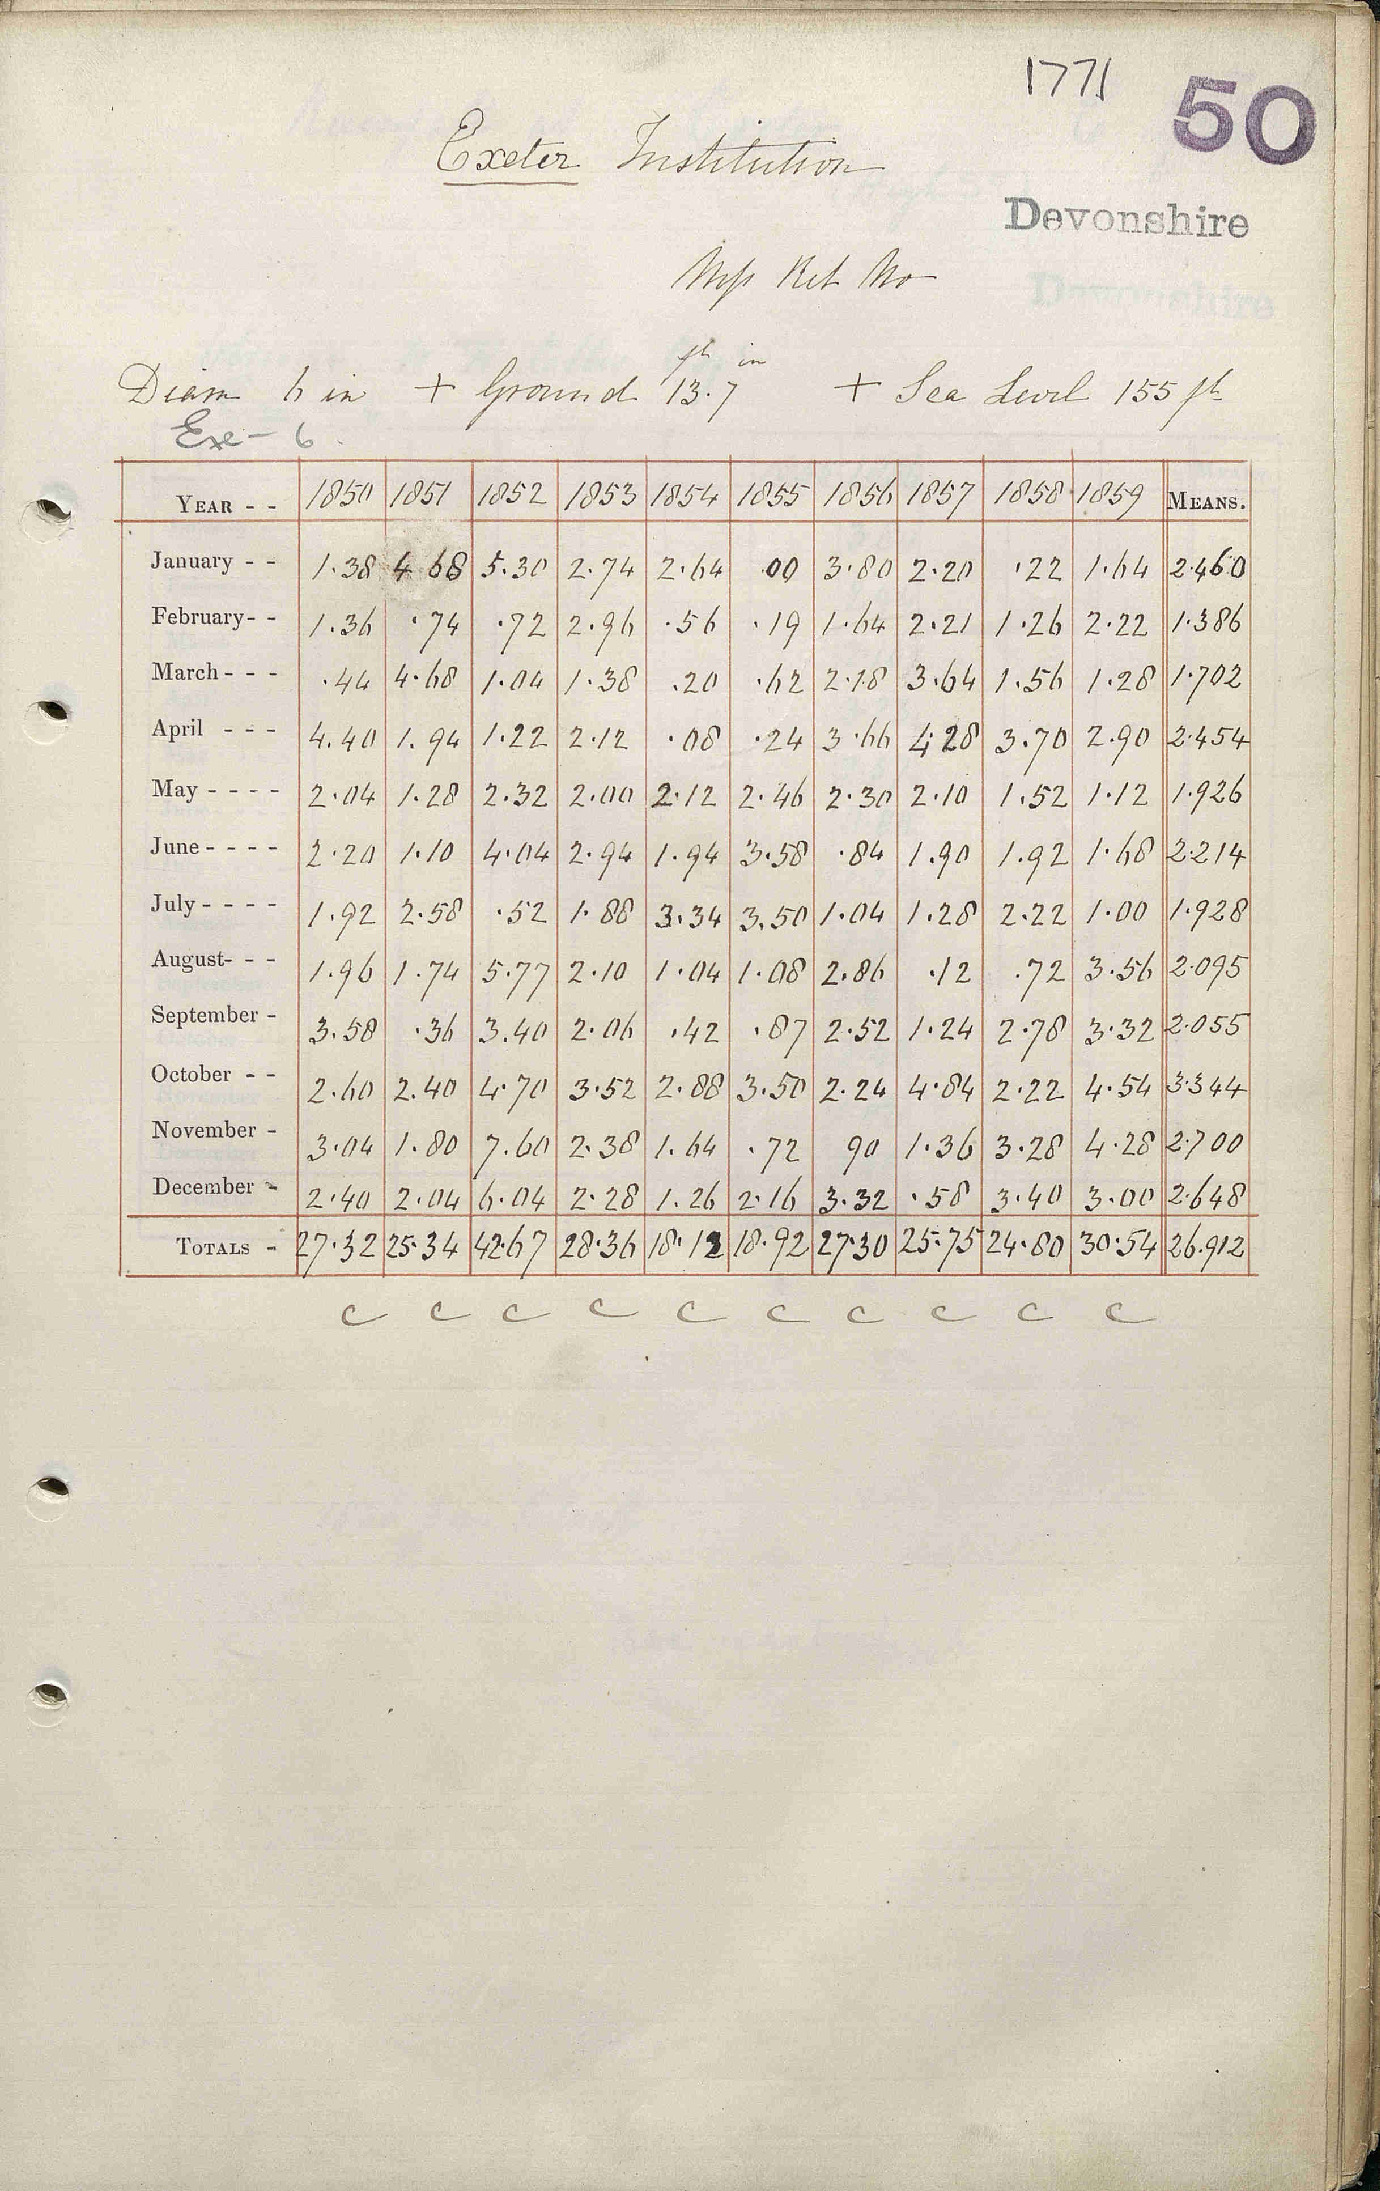 1771
50
Exeter Institution
Devonshire
Mss Ret No
Devonshire
ft in
Diam 6 in + Ground 13.7 + Sea Level 155 ft
Exe - 6.
YEAR - - 1850 1851 1852 1853 1854 1855 1856 1857 1858 1859 MEANS.
January - - 1.38 4.68 5.30 2.74 2.64 .00 3.80 2.20 .22 1.64 2.460
February - - 1.36 .74 .72 2.96 .56 .19 1.64 2.21 1.26 2.22 1.386
March - - - .44 4.68 1.04 1.38 .20 .62 2.18 3.64 1.56 1.28 1.702
April - - - 4.40 1.94 1.22 2.12 .08 .24 3.66 4.28 3.70 2.90 2.454
May - - - - 2.04 1.28 2.32 2.00 2.12 2.46 2.30 2.10 1.52 1.12 1.926
June - - - - 2.20 1.10 4.04 2.94 1.94 3.58 .84 1.90 1.92 1.68 2.214
July - - - - 1.92 2.58 .52 1.88 3.34 3.50 1.04 1.28 2.22 1.00 1.928
August - - - 1.96 1.74 5.77 2.10 1.04 1.08 2.86 .12 .72 3.56 2.095
September - 3.58 .36 3.40 2.06 .42 .87 2.52 1.24 2.78 3.32 2.055
October - - 2.60 2.40 4.70 3.52 2.88 3.50 2.24 4.84 2.22 4.54 3.344
November - 3.04 1.80 7.60 2.38 1.64 .72 90 1.36 3.28 4.28 2.700
December - 2.40 2.04 6.04 2.28 1.26 2.16 3.32 .58 3.40 3.00 2.648
TOTALS - 27.32 25.34 42.67 28.36 18.12 18.92 27.30 25.75 24.80 30.54 26.912
c c c c c c c c c c